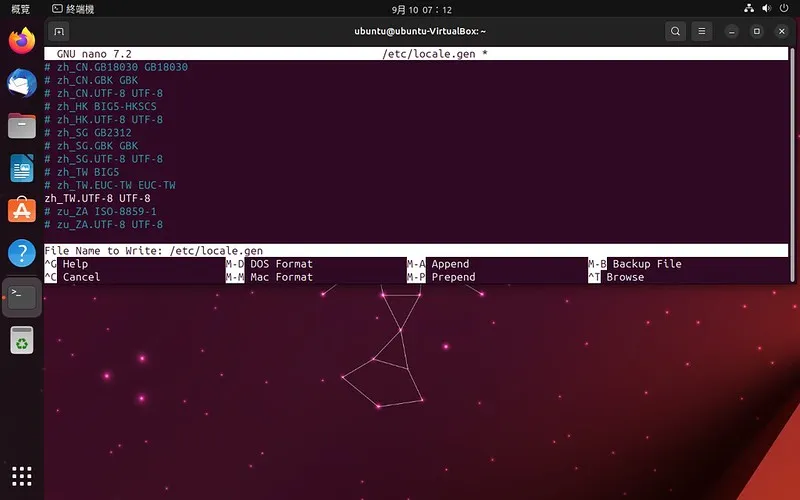 概覽 終端機 9月 10 07：12
ubuntu@ubuntu-VirtualBox: ~
GNU nano 7.2 /etc/locale.gen *
# zh_CN.GB18030 GB18030
# zh_CN.GBK GBK
# zh_CN.UTF-8 UTF-8
# zh_HK BIG5-HKSCS
# zh_HK.UTF-8 UTF-8
# zh_SG GB2312
# zh_SG.GBK GBK
# zh_SG.UTF-8 UTF-8
# zh_TW BIG5
# zh_TW.EUC-TW EUC-TW
zh_TW.UTF-8 UTF-8
# zu_ZA ISO-8859-1
# zu_ZA.UTF-8 UTF-8
File Name to Write: /etc/locale.gen
^G Help M-D DOS Format M-A Append M-B Backup File
^C Cancel M-M Mac Format M-P Prepend ^T Browse